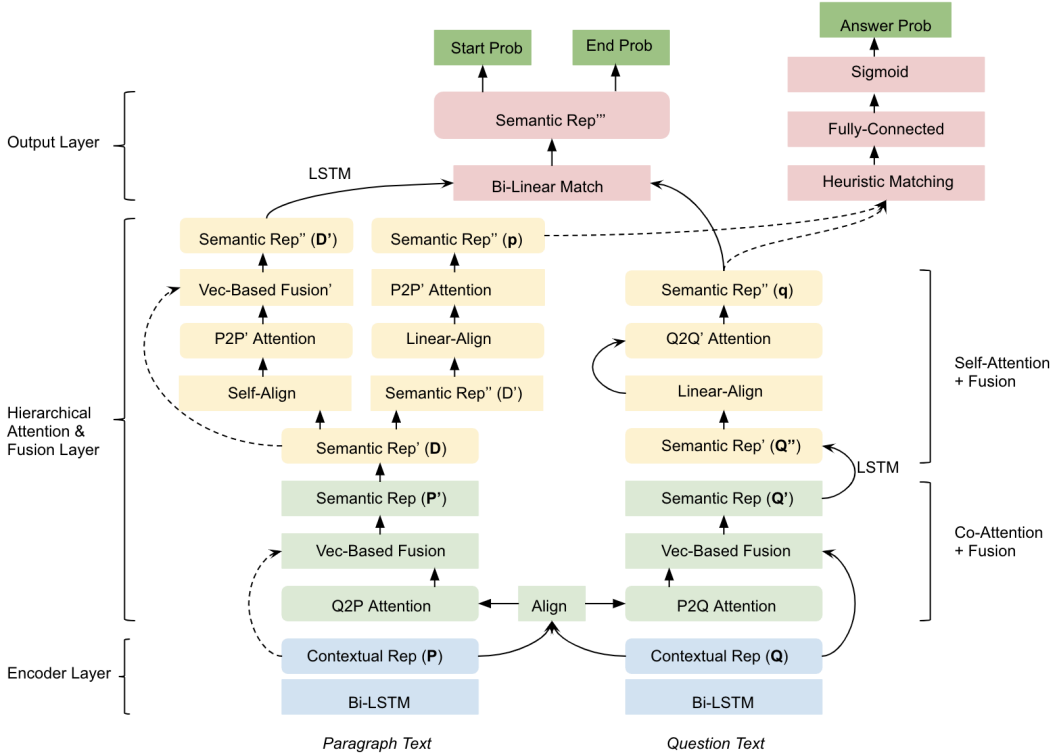 Answer Prob
Start Prob
End Prob
Sigmoid
Output Layer
Semantic Rep'''
Fully-Connected
LSTM
Bi-Linear Match
Heuristic Matching
Semantic Rep'' (D')
Semantic Rep'' (p)
Vec-Based Fusion'
P2P' Attention
Semantic Rep'' (q)
P2P' Attention
Linear-Align
Q2Q' Attention
Self-Align
Semantic Rep'' (D')
Linear-Align
Self-Attention
+ Fusion
Hierarchical
Attention &
Fusion Layer
Semantic Rep' (D)
Semantic Rep' (Q'')
LSTM
Semantic Rep (P')
Semantic Rep (Q')
Vec-Based Fusion
Vec-Based Fusion
Co-Attention
+ Fusion
Q2P Attention
Align
P2Q Attention
Encoder Layer
Contextual Rep (P)
Contextual Rep (Q)
Bi-LSTM
Bi-LSTM
Paragraph Text
Question Text